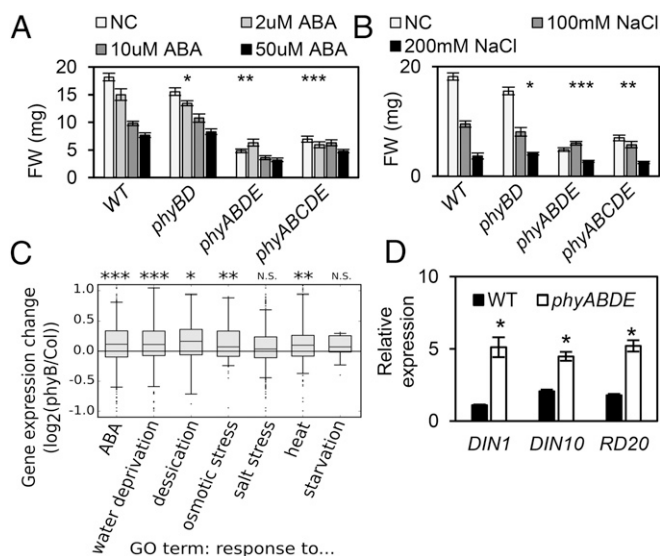 A
NC 2uM ABA
10uM ABA 50uM ABA
20
15
10
5
0
FW (mg)
* ** ***
WT phyBD phyABDE phyABCDE
B
NC 100mM NaCl
200mM NaCl
20
10
0
FW (mg)
* *** **
WT phyBD phyABDE phyABCDE
C
*** *** * ** N.S. ** N.S.
1.0
0.5
0.0
-0.5
-1.0
Gene expression change
(log2(phyB/Col))
ABA
water deprivation
dessication
osmotic stress
salt stress
heat
starvation
GO term: response to...
D
WT phyABDE
10
5
0
Relative
expression
* * *
DIN1 DIN10 RD20